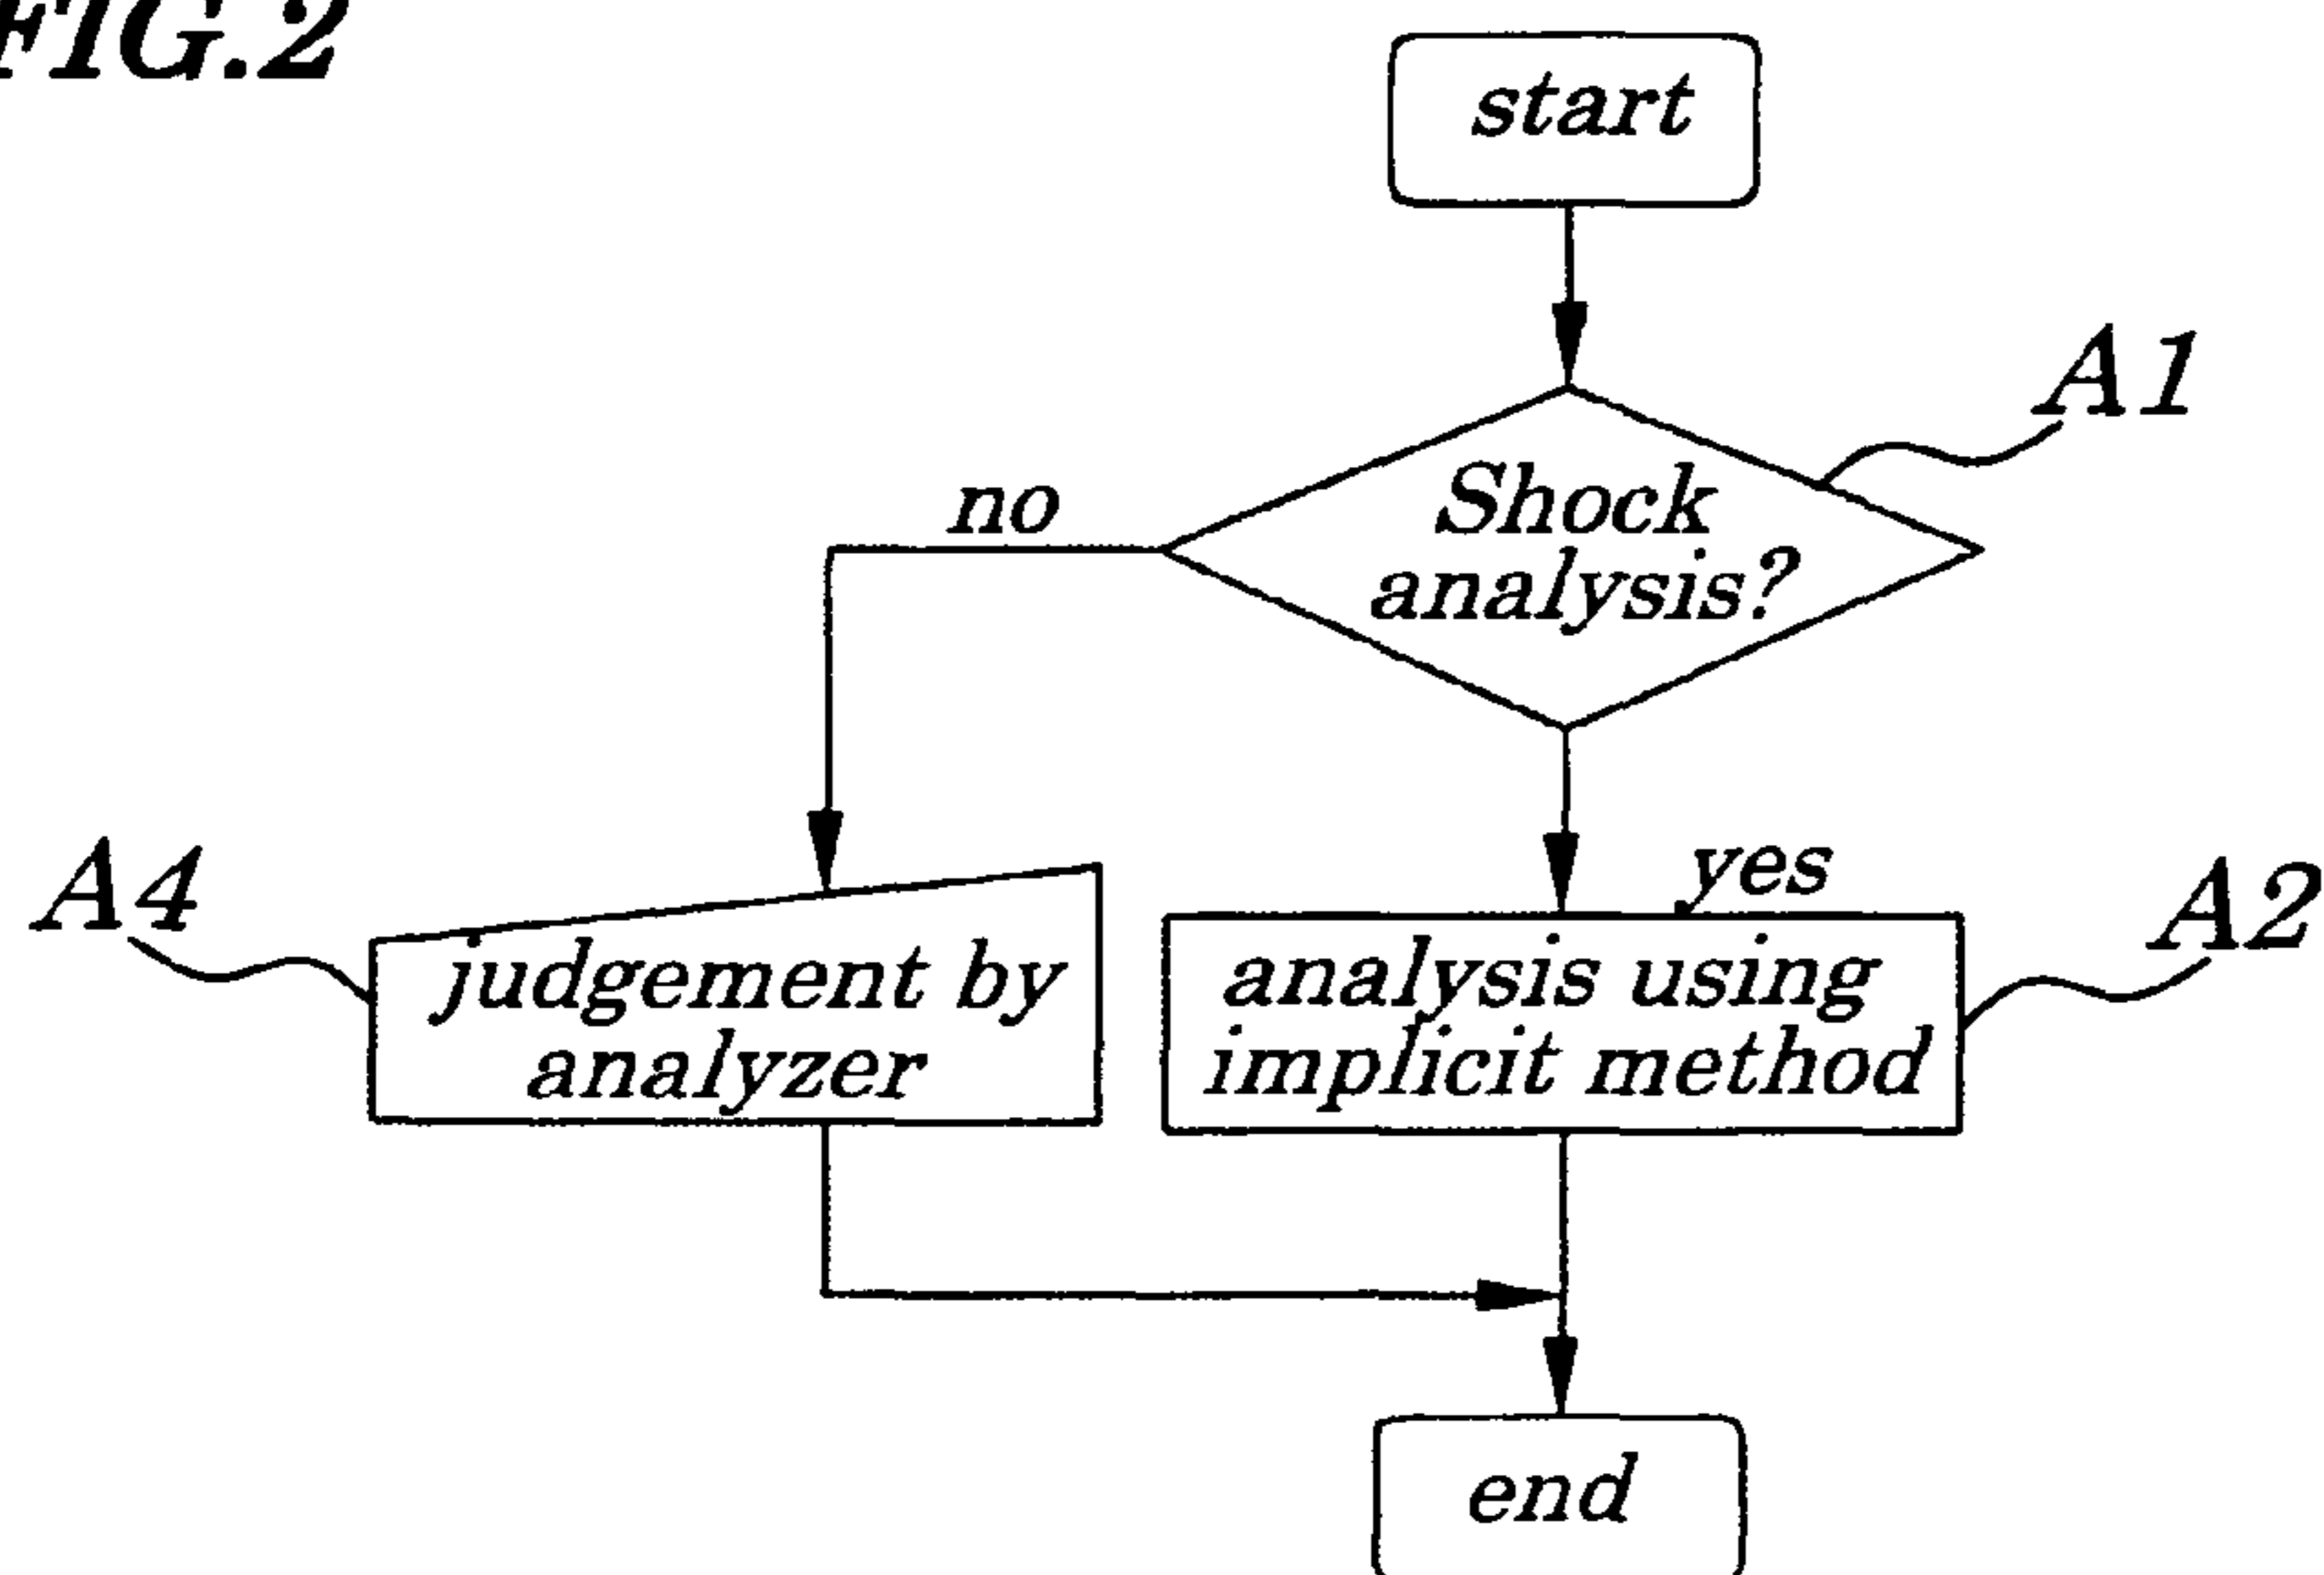 FIG.2
start
A1
Shock
analysis?
no
yes
A4
A2
judgement by
analyzer
analysis using
implicit method
end